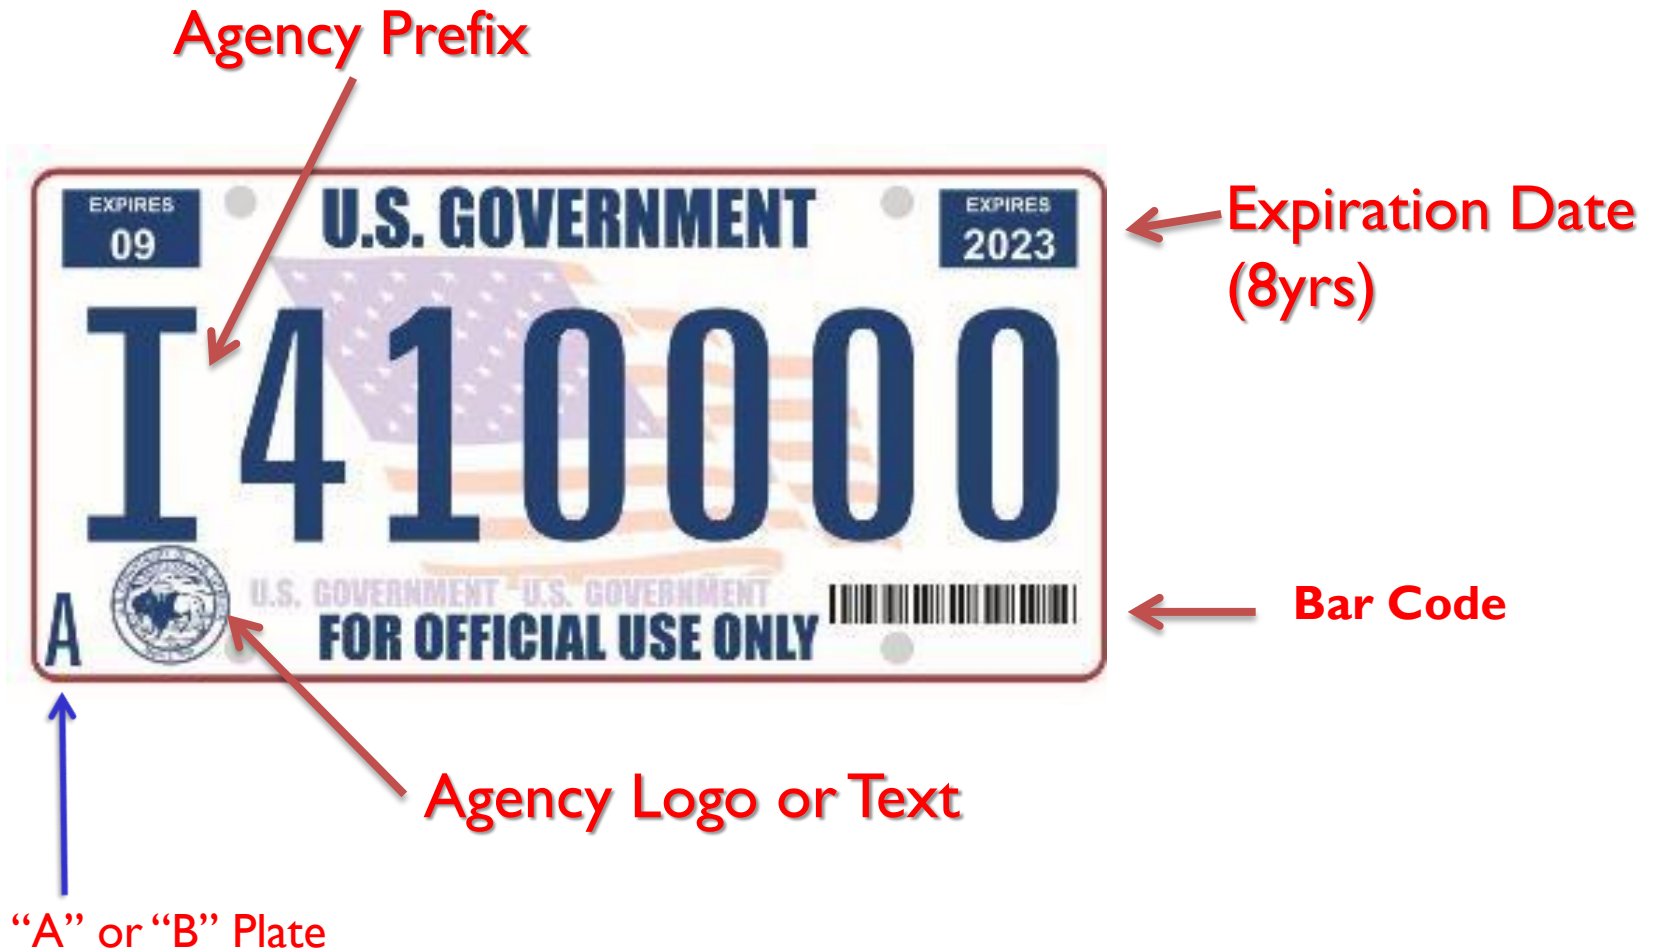 Agency Prefix
EXPIRES
09
U.S. GOVERNMENT
EXPIRES
2023
Expiration Date
(8yrs)
I410000
U.S. GOVERNMENT U.S. GOVERNMENT
A
FOR OFFICIAL USE ONLY
Bar Code
Agency Logo or Text
“A” or “B” Plate